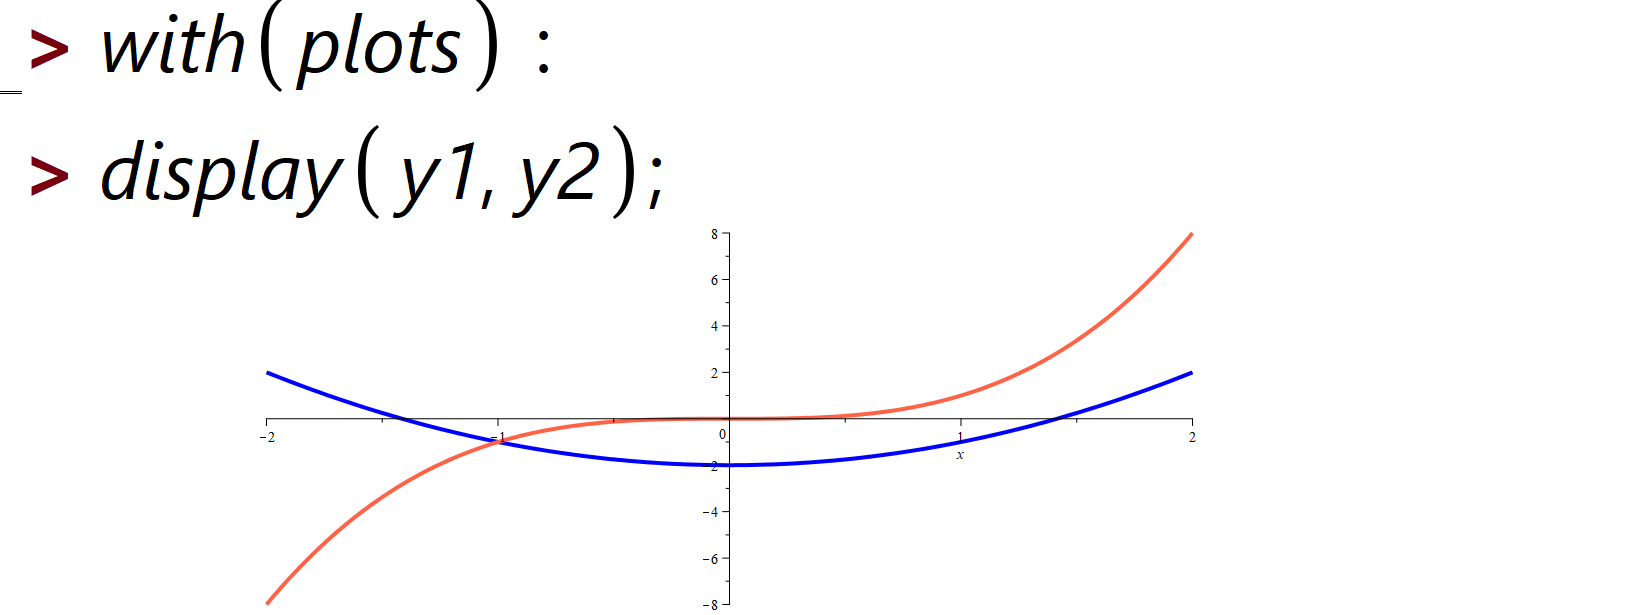 > with(plots) :
> display(y1, y2);
8
6
4
2
-2 -1 0 1 2
x
-2
-4
-6
-8